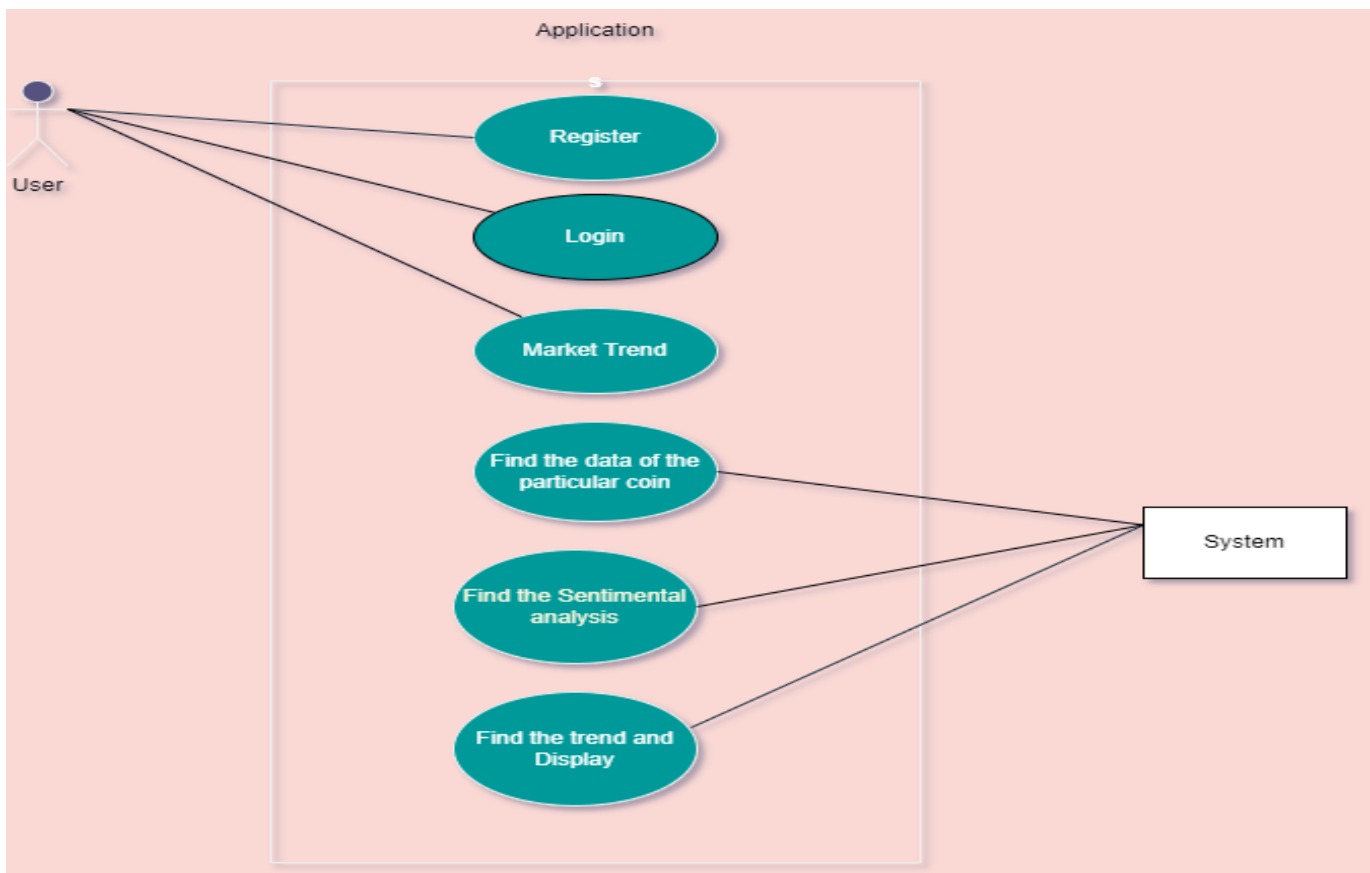 Application
s
Register
User
Login
Market Trend
Find the data of the
particular coin
System
Find the Sentimental
analysis
Find the trend and
Display